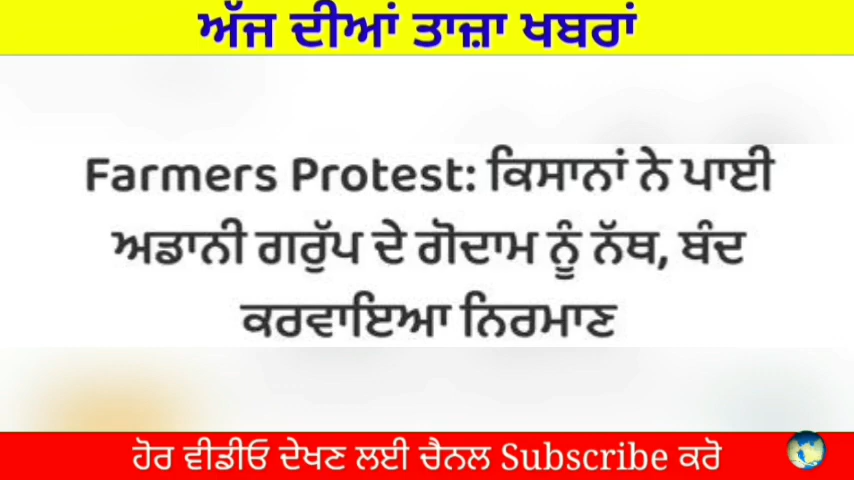 ਅੱਜ ਦੀਆਂ ਤਾਜ਼ਾ ਖਬਰਾਂ
Farmers Protest: ਕਿਸਾਨਾਂ ਨੇ ਪਾਈ
ਅਡਾਨੀ ਗਰੁੱਪ ਦੇ ਗੋਦਾਮ ਨੂੰ ਨੱਥ, ਬੰਦ
ਕਰਵਾਇਆ ਨਿਰਮਾਣ
ਹੋਰ ਵੀਡੀਓ ਦੇਖਣ ਲਈ ਚੈਨਲ Subscribe ਕਰੋ